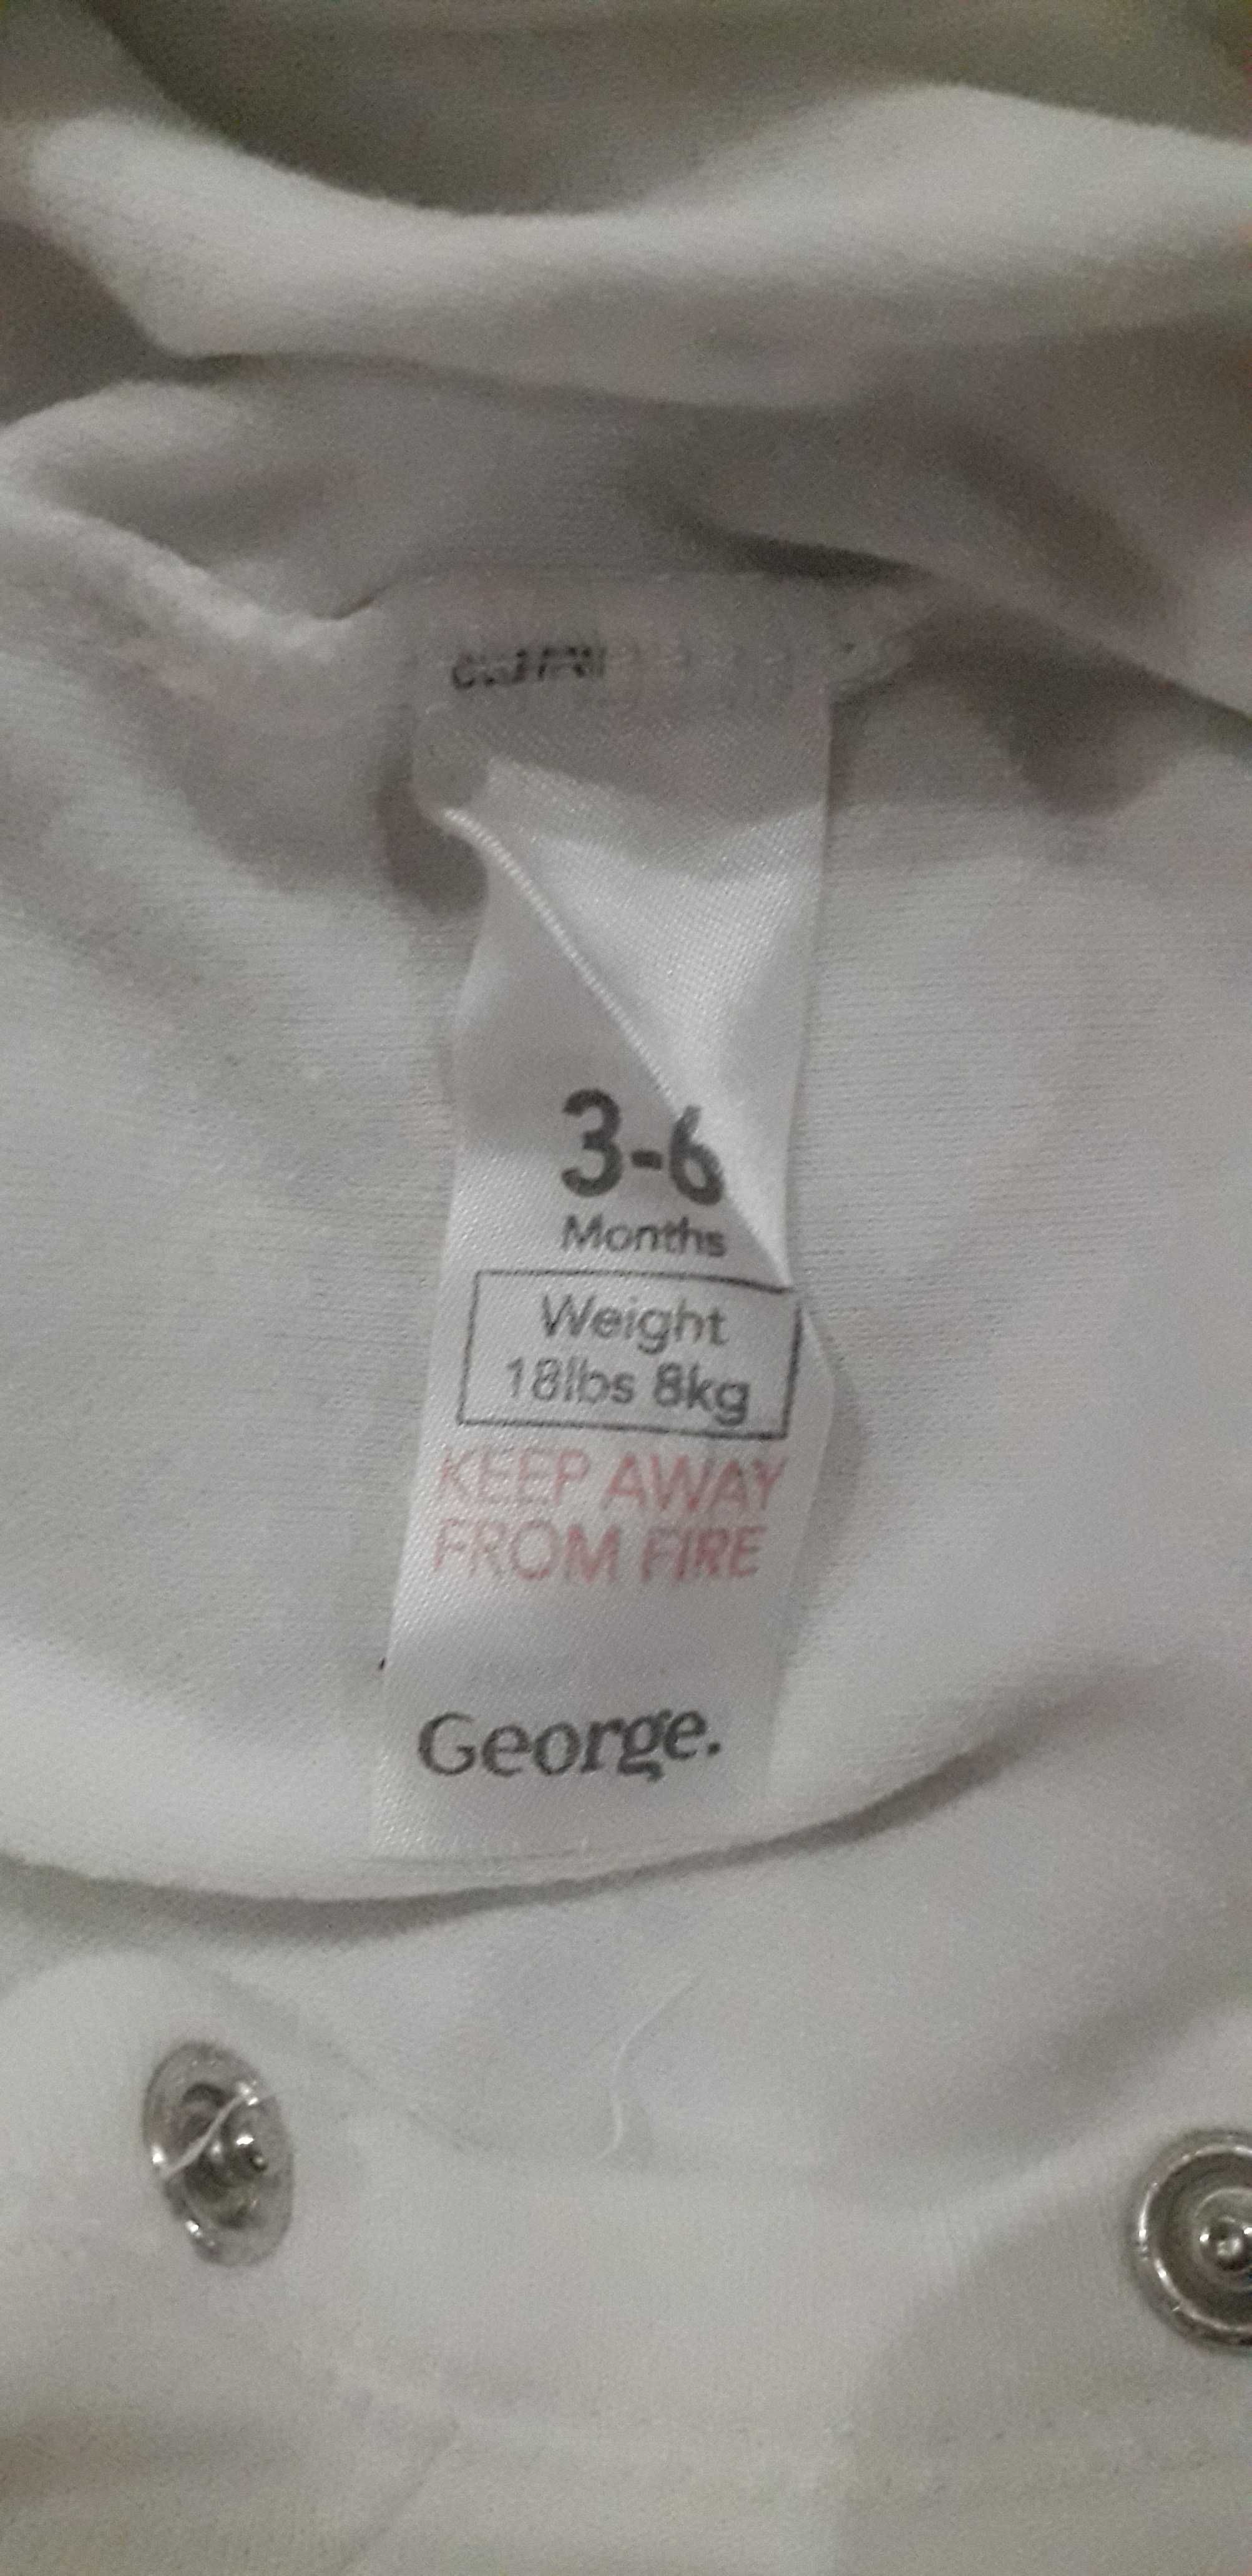 3-6
Months
Weight
18lbs 8kg
KEEP AWAY
FROM FIRE
George.